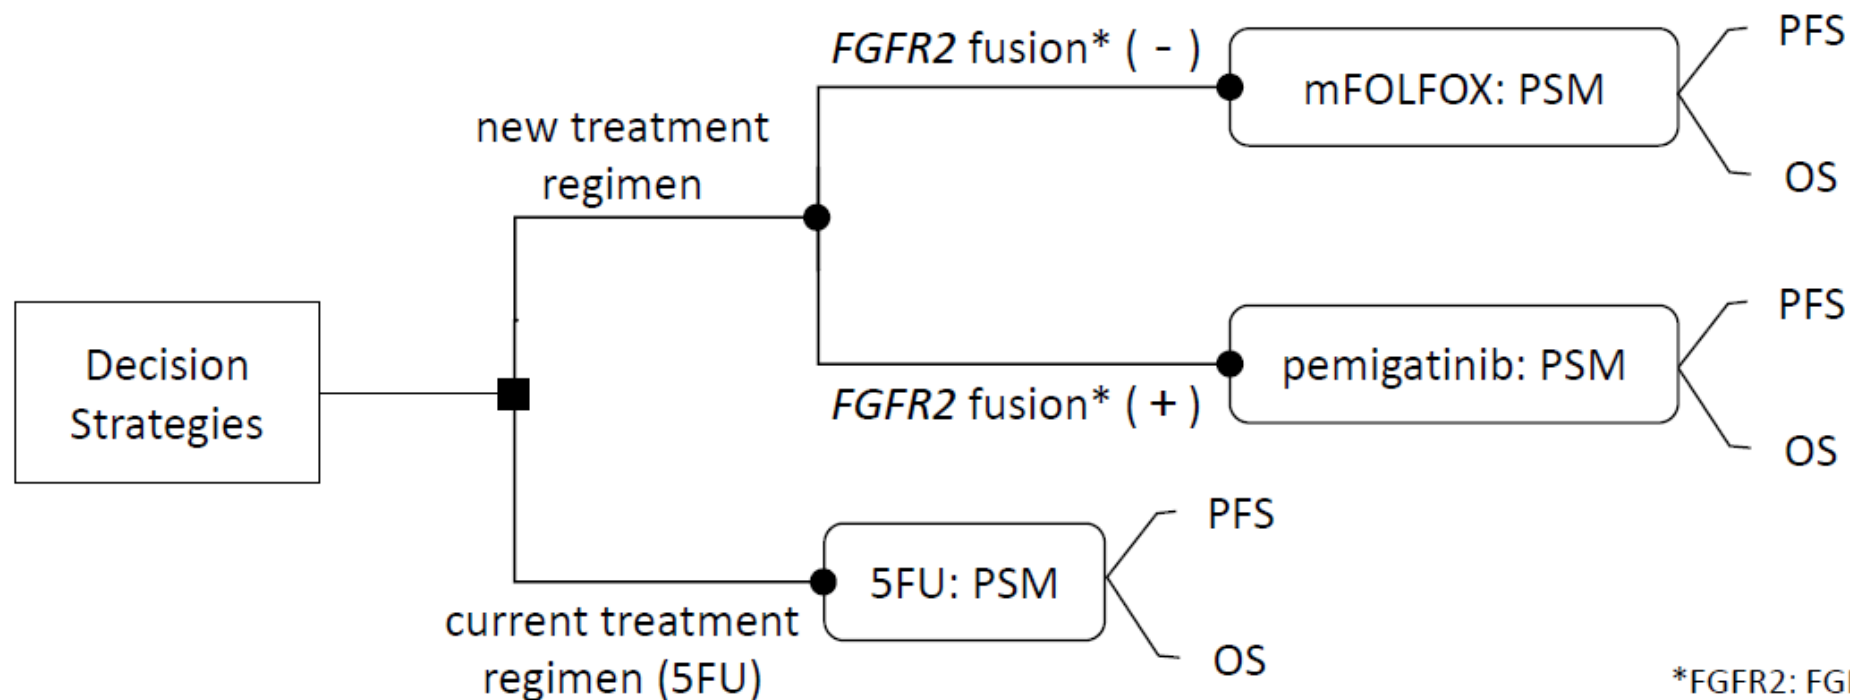 FGFR2 fusion* ( - )
mFOLFOX: PSM
PFS
OS
new treatment
regimen
Decision
Strategies
FGFR2 fusion* ( + )
pemigatinib: PSM
PFS
OS
5FU: PSM
PFS
OS
current treatment
regimen (5FU)
*FGFR2: